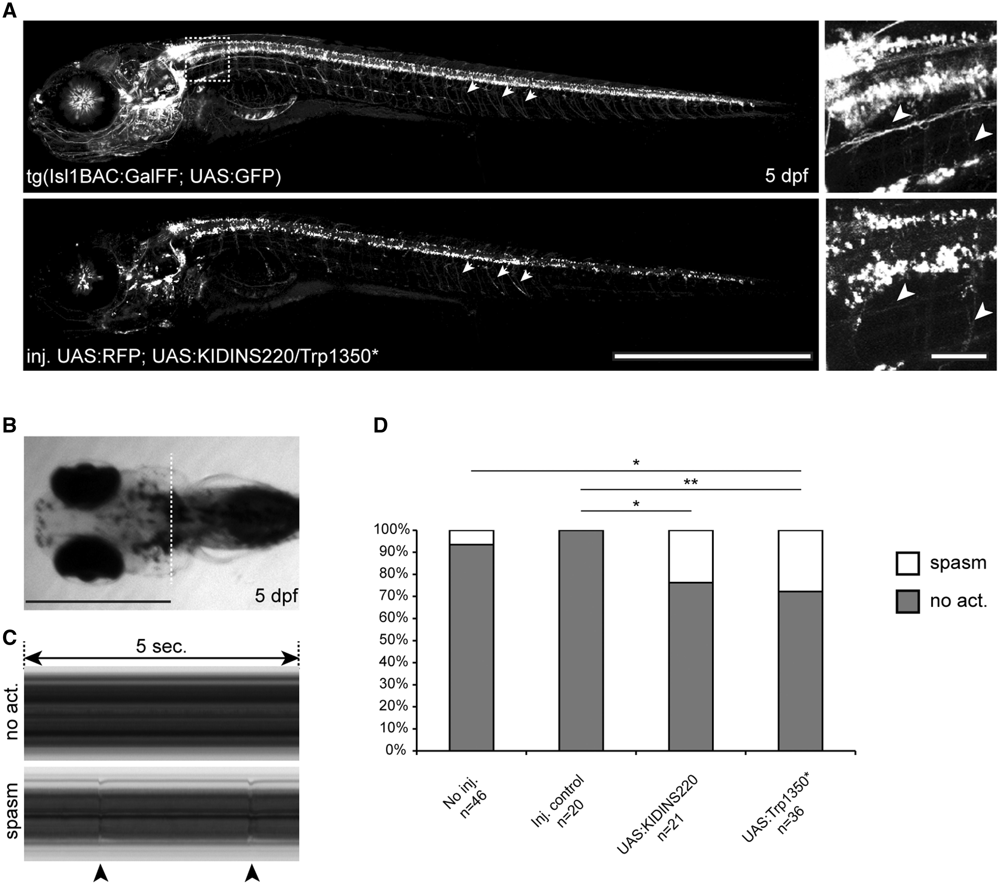 A
tg(Isl1BAC:GalFF; UAS:GFP)
5 dpf
inj. UAS:RFP; UAS:KIDINS220/Trp1350*
B
5 dpf
C
5 sec.
no act.
spasm
D
*
**
*
100%
90%
80%
70%
60%
50%
40%
30%
20%
10%
0%
No inj.
n=46
Inj. control
n=20
UAS:KIDINS220
n=21
UAS:Trp1350*
n=36
spasm
no act.